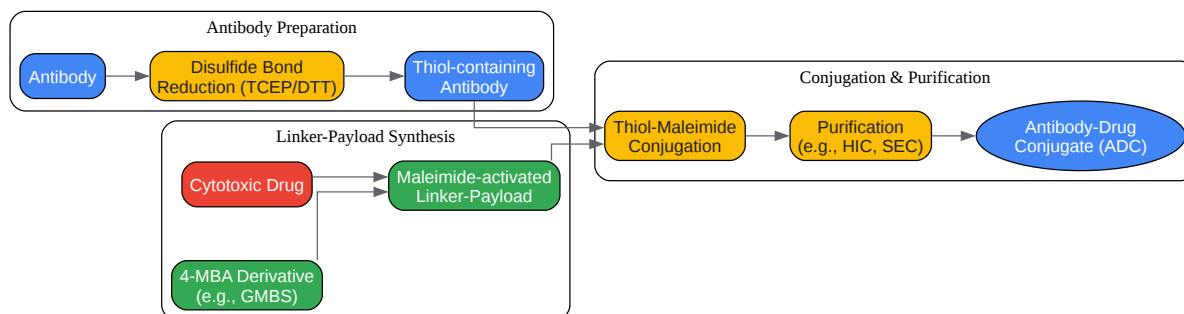 Antibody Preparation
Antibody
Disulfide Bond
Reduction (TCEP/DTT)
Thiol-containing
Antibody
Linker-Payload Synthesis
Cytotoxic Drug
Maleimide-activated
Linker-Payload
4-MBA Derivative
(e.g., GMBS)
Conjugation & Purification
Thiol-Maleimide
Conjugation
Purification
(e.g., HIC, SEC)
Antibody-Drug
Conjugate (ADC)